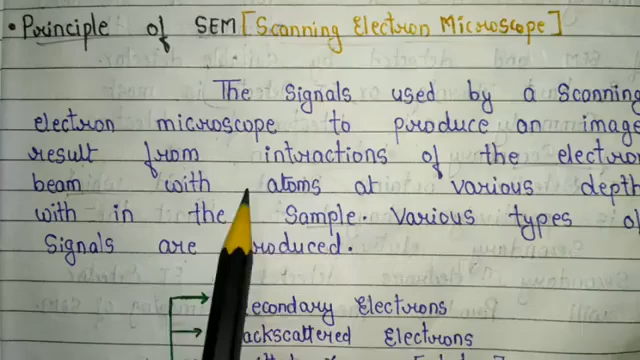 • Principle of SEM [Scanning Electron Microscope]
The Signals used by a Scanning
electron microscope to produce an image
result from intractions of the electron
beam with atoms at various depth
with in the Sample. Various types of
Signals are produced.
Secondary Electrons
Backscattered Electrons